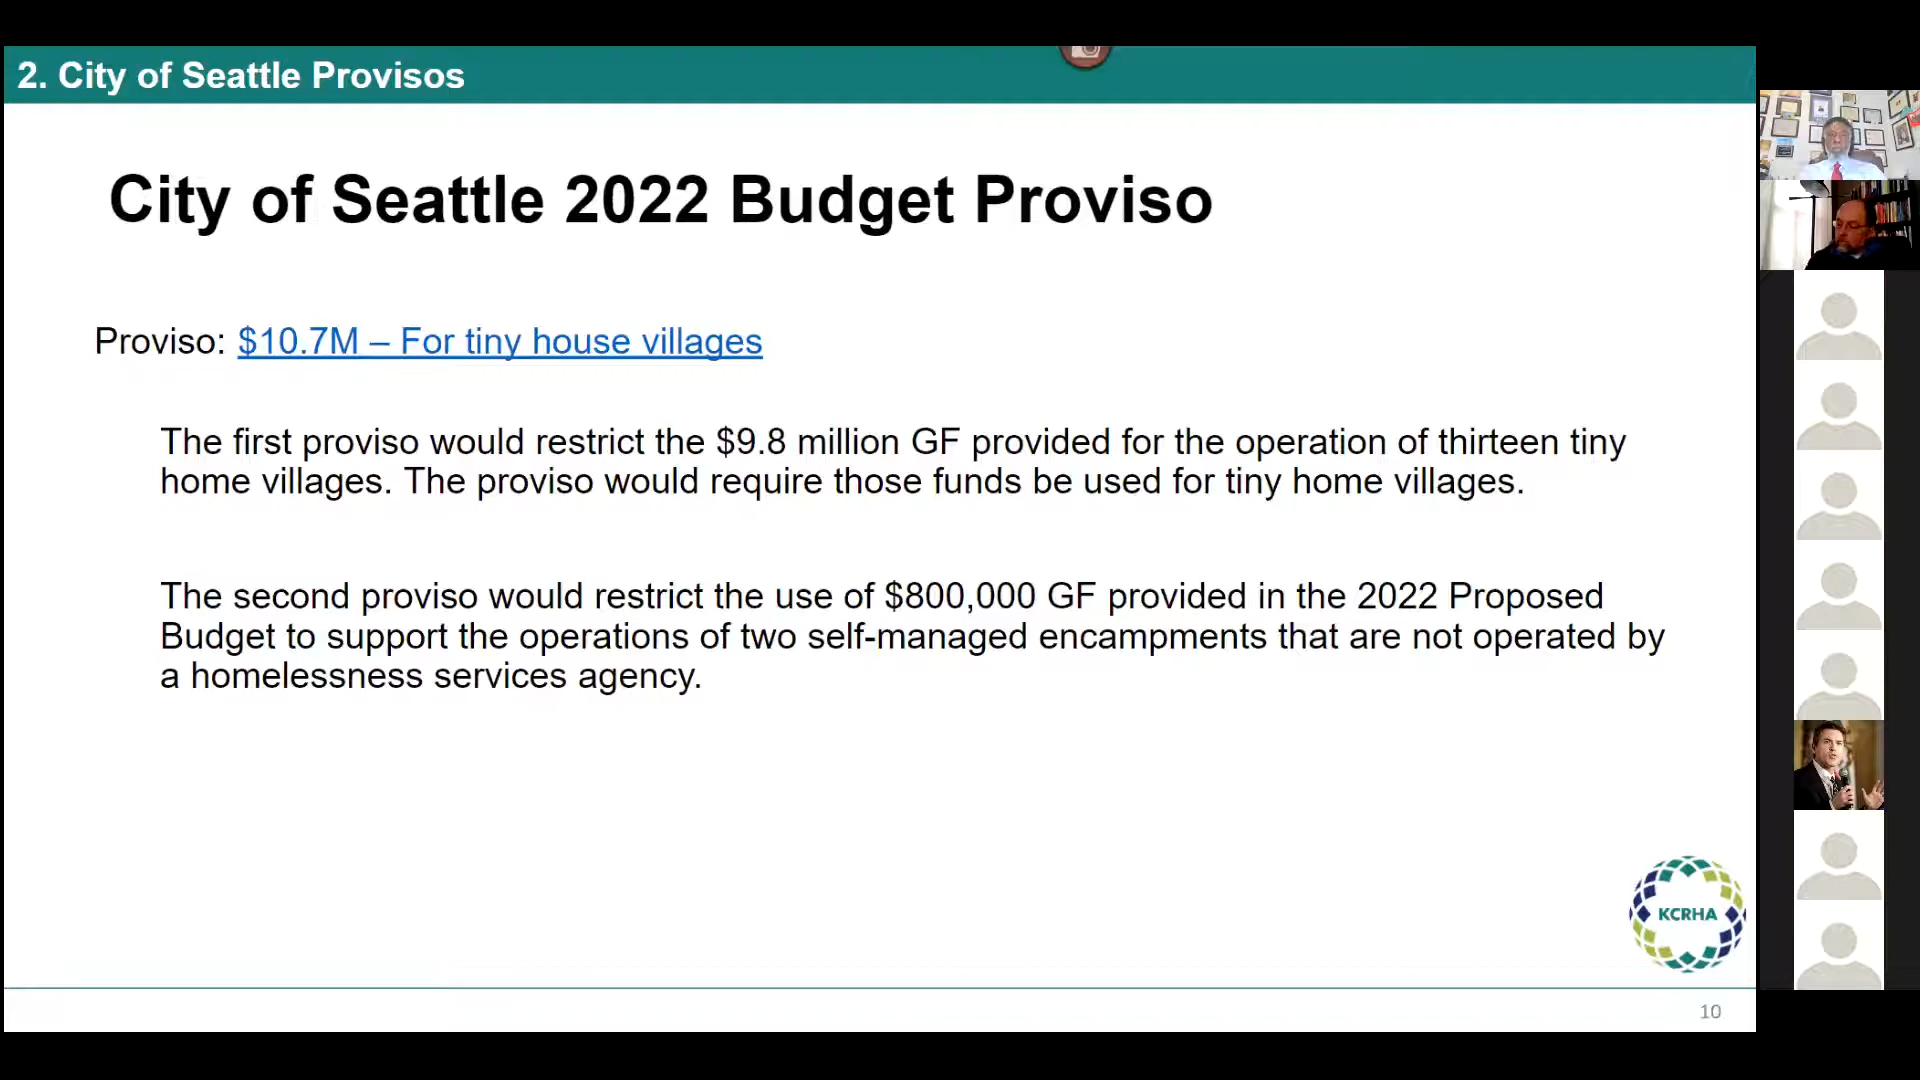 2. City of Seattle Provisos
City of Seattle 2022 Budget Proviso
Proviso: $10.7M – For tiny house villages
The first proviso would restrict the $9.8 million GF provided for the operation of thirteen tiny
home villages. The proviso would require those funds be used for tiny home villages.
The second proviso would restrict the use of $800,000 GF provided in the 2022 Proposed
Budget to support the operations of two self-managed encampments that are not operated by
a homelessness services agency.
KCRHA
10